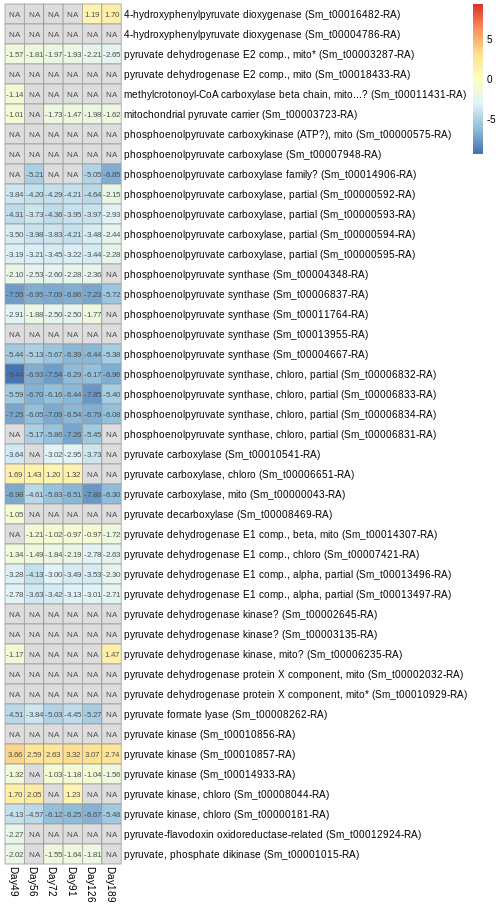 NA NA NA NA 1.19 1.70 4-hydroxyphenylpyruvate dioxygenase (Sm_t00016482-RA)
NA NA NA NA NA NA 4-hydroxyphenylpyruvate dioxygenase (Sm_t00004786-RA)
-1.57 -1.81 -1.97 -1.93 -2.21 -2.65 pyruvate dehydrogenase E2 comp., mito* (Sm_t00003287-RA)
NA NA NA NA NA NA pyruvate dehydrogenase E2 comp., mito (Sm_t00018433-RA)
-1.14 NA NA NA NA NA methylcrotonoyl-CoA carboxylase beta chain, mito...? (Sm_t00011431-RA)
-1.01 NA -1.73 -1.47 -1.98 -1.62 mitochondrial pyruvate carrier (Sm_t00003723-RA)
NA NA NA NA NA NA phosphoenolpyruvate carboxykinase (ATP?), mito (Sm_t00000575-RA)
NA NA NA NA NA NA phosphoenolpyruvate carboxylase (Sm_t00007948-RA)
NA -5.21 NA NA -5.05 -6.85 phosphoenolpyruvate carboxylase family? (Sm_t00014906-RA)
-3.84 -4.20 -4.29 -4.21 -4.64 -2.15 phosphoenolpyruvate carboxylase, partial (Sm_t00000592-RA)
-4.31 -3.73 -4.36 -3.95 -3.97 -2.93 phosphoenolpyruvate carboxylase, partial (Sm_t00000593-RA)
-3.50 -3.98 -3.83 -4.21 -3.48 -2.44 phosphoenolpyruvate carboxylase, partial (Sm_t00000594-RA)
-3.19 -3.21 -3.45 -3.22 -3.44 -2.28 phosphoenolpyruvate carboxylase, partial (Sm_t00000595-RA)
-2.10 -2.53 -2.60 -2.28 -2.36 NA phosphoenolpyruvate synthase (Sm_t00004348-RA)
-7.55 -6.95 -7.09 -6.86 -7.23 -5.72 phosphoenolpyruvate synthase (Sm_t00006837-RA)
-2.91 -1.88 -2.50 -2.50 -1.77 NA phosphoenolpyruvate synthase (Sm_t00011764-RA)
NA NA NA NA NA NA phosphoenolpyruvate synthase (Sm_t00013955-RA)
-5.44 -5.13 -5.67 -6.39 -6.44 -5.38 phosphoenolpyruvate synthase (Sm_t00004667-RA)
-6.93 -7.54 -6.29 -6.17 -6.96 phosphoenolpyruvate synthase, chloro, partial (Sm_t00006832-RA)
-5.59 -6.70 -6.16 -6.44 -7.85 -5.40 phosphoenolpyruvate synthase, chloro, partial (Sm_t00006833-RA)
-7.25 -6.05 -7.09 -6.54 -6.79 -6.08 phosphoenolpyruvate synthase, chloro, partial (Sm_t00006834-RA)
NA -5.17 -5.86 -7.26 -5.45 NA phosphoenolpyruvate synthase, chloro, partial (Sm_t00006831-RA)
-3.64 NA -3.02 -2.95 -3.73 NA pyruvate carboxylase (Sm_t00010541-RA)
1.69 1.43 1.20 1.32 NA NA pyruvate carboxylase, chloro (Sm_t00006651-RA)
-6.98 -4.61 -5.83 -6.51 -7.86 -6.30 pyruvate carboxylase, mito (Sm_t00000043-RA)
-1.05 NA NA NA NA NA pyruvate decarboxylase (Sm_t00008469-RA)
NA -1.21 -1.02 -0.97 -0.97 -1.72 pyruvate dehydrogenase E1 comp., beta, mito (Sm_t00014307-RA)
-1.34 -1.49 -1.84 -2.19 -2.78 -2.63 pyruvate dehydrogenase E1 comp., chloro (Sm_t00007421-RA)
-3.28 -4.13 -3.00 -3.49 -3.53 -2.30 pyruvate dehydrogenase E1 comp., alpha, partial (Sm_t00013496-RA)
-2.78 -3.63 -3.42 -3.13 -3.01 -2.71 pyruvate dehydrogenase E1 comp., alpha, partial (Sm_t00013497-RA)
NA NA NA NA NA NA pyruvate dehydrogenase kinase? (Sm_t00002645-RA)
NA NA NA NA NA NA pyruvate dehydrogenase kinase? (Sm_t00003135-RA)
-1.17 NA NA NA NA 1.47 pyruvate dehydrogenase kinase, mito? (Sm_t00006235-RA)
NA NA NA NA NA NA pyruvate dehydrogenase protein X component, mito (Sm_t00002032-RA)
NA NA NA NA NA NA pyruvate dehydrogenase protein X component, mito* (Sm_t00010929-RA)
-4.51 -3.84 -5.03 -4.45 -5.27 NA pyruvate formate lyase (Sm_t00008262-RA)
NA NA NA NA NA NA pyruvate kinase (Sm_t00010856-RA)
3.66 2.59 2.63 3.32 3.07 2.74 pyruvate kinase (Sm_t00010857-RA)
-1.32 NA -1.03 -1.18 -1.04 -1.56 pyruvate kinase (Sm_t00014933-RA)
1.70 2.05 NA 1.23 NA NA pyruvate kinase, chloro (Sm_t00008044-RA)
-4.13 -4.57 -6.12 -6.25 -6.67 -5.48 pyruvate kinase, chloro (Sm_t00000181-RA)
-2.27 NA NA NA NA NA pyruvate-flavodoxin oxidoreductase-related (Sm_t00012924-RA)
-2.02 NA -1.55 -1.64 -1.81 NA pyruvate, phosphate dikinase (Sm_t00001015-RA)
Day49 Day56 Day72 Day91 Day126 Day189
5
0
-5